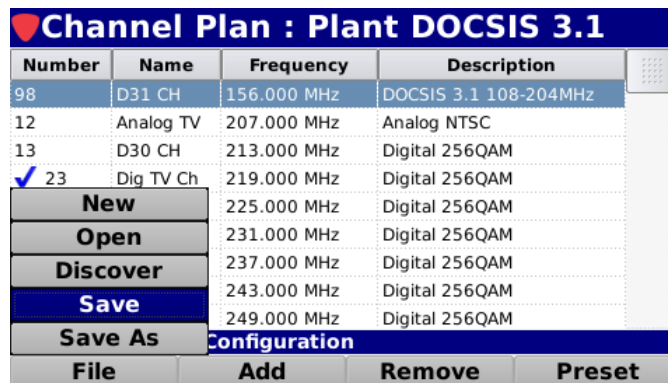 Channel Plan : Plant DOCSIS 3.1
Number Name Frequency Description
98 D31 CH 156.000 MHz DOCSIS 3.1 108-204MHz
12 Analog TV 207.000 MHz Analog NTSC
13 D30 CH 213.000 MHz Digital 256QAM
23 Dig TV Ch 219.000 MHz Digital 256QAM
New 225.000 MHz Digital 256QAM
Open 231.000 MHz Digital 256QAM
Discover 237.000 MHz Digital 256QAM
Save 243.000 MHz Digital 256QAM
249.000 MHz Digital 256QAM
Save As Configuration
File Add Remove Preset